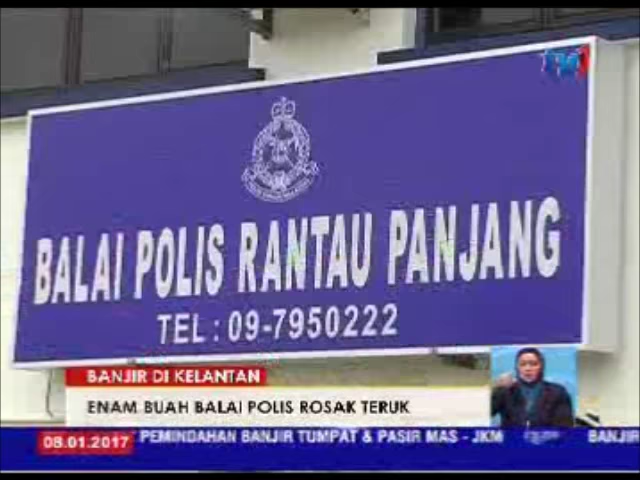 BALAI POLIS RANTAU PANJANG
TEL : 09-7950222
BANJIR DI KELANTAN
ENAM BUAH BALAI POLIS ROSAK TERUK
08.01.2017 PEMINDAHAN BANJIR TUMPAT & PASIR MAS - JKM BANJIR